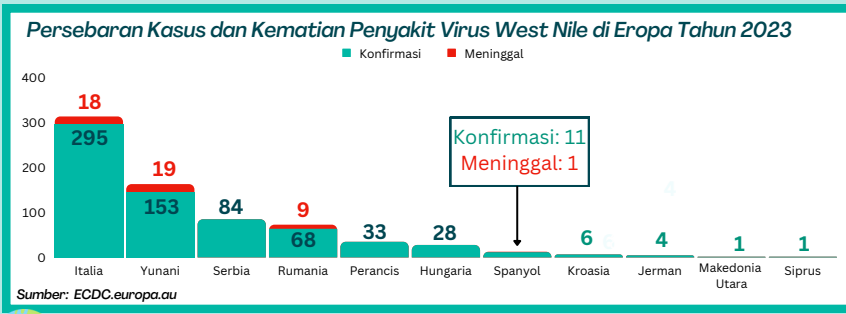 Persebaran Kasus dan Kematian Penyakit Virus West Nile di Eropa Tahun 2023
Konfirmasi Meninggal
400
300
200
100
0
18
295
19
153
84
9
68
33
28
Konfirmasi: 11
Meninggal: 1
6
6
4
4
1
1
Italia Yunani Serbia Rumania Perancis Hungaria Spanyol Kroasia Jerman Makedonia Siprus
Utara
Sumber: ECDC.europa.au